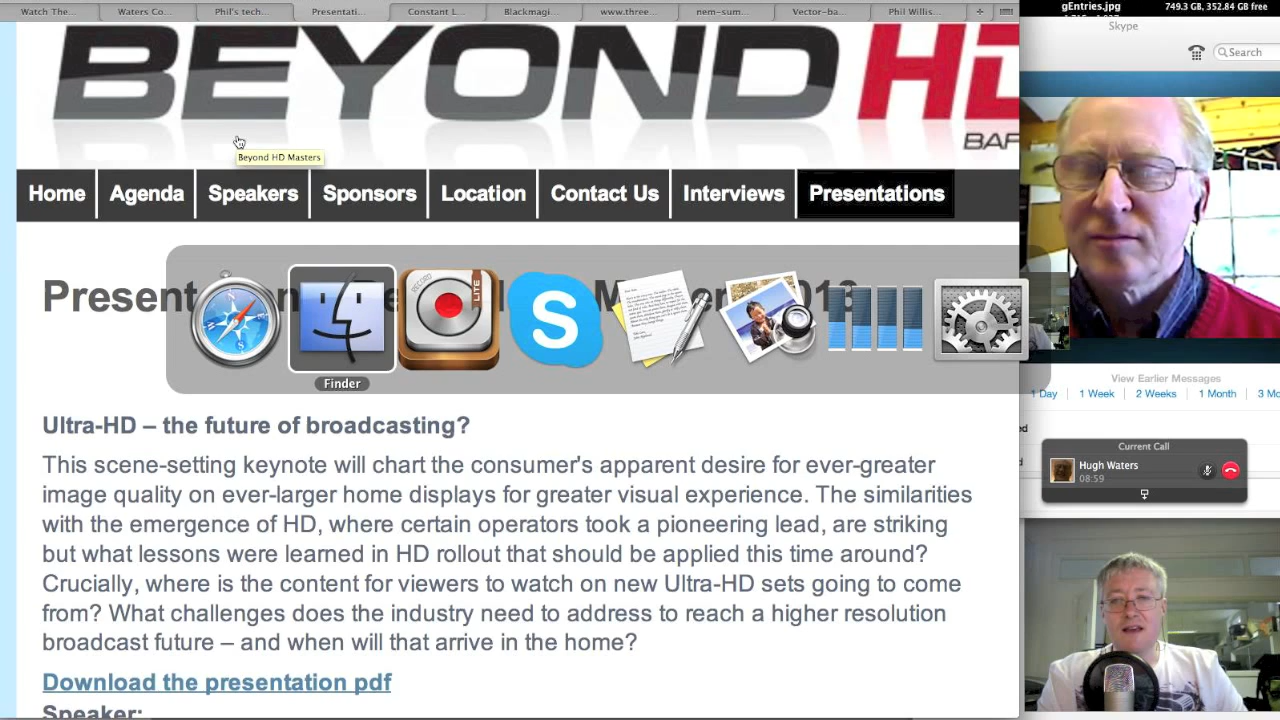 Watch The...
Waters Co...
Phil's tech...
Presentati...
Constant L...
Blackmagi...
www.three...
nem-sum...
Vector-ba...
Phil Willis...
gEntries.jpg
749.3 GB, 352.84 GB free
Skype
Search
BEYOND HD
Beyond HD Masters
Home
Agenda
Speakers
Sponsors
Location
Contact Us
Interviews
Presentations
RECORD
LITE
S
Finder
View Earlier Messages
1 Day
1 Week
2 Weeks
1 Month
3 Mo
Current Call
Hugh Waters
08:59
Ultra-HD – the future of broadcasting?
This scene-setting keynote will chart the consumer's apparent desire for ever-greater
image quality on ever-larger home displays for greater visual experience. The similarities
with the emergence of HD, where certain operators took a pioneering lead, are striking
but what lessons were learned in HD rollout that should be applied this time around?
Crucially, where is the content for viewers to watch on new Ultra-HD sets going to come
from? What challenges does the industry need to address to reach a higher resolution
broadcast future – and when will that arrive in the home?
Download the presentation pdf
Speaker: